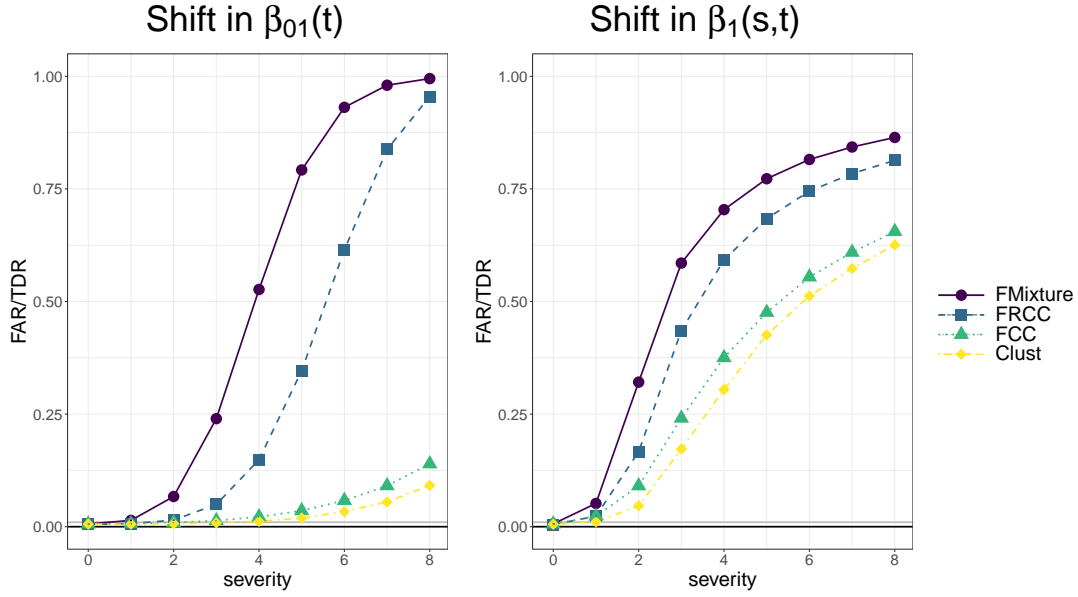 Shift in β01(t)
Shift in β1(s,t)
FAR/TDR
1.00
0.75
0.50
0.25
0.00
0 2 4 6 8
severity
FAR/TDR
1.00
0.75
0.50
0.25
0.00
0 2 4 6 8
severity
FMixture
FRCC
FCC
Clust